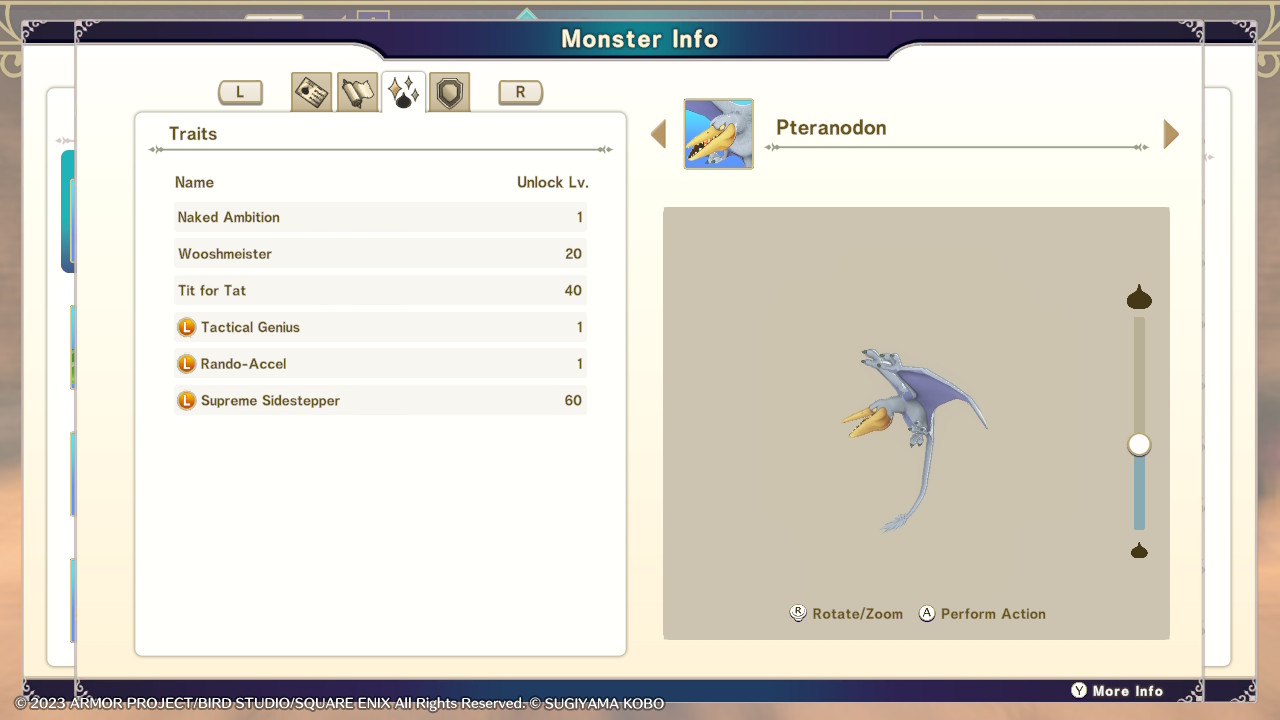 Monster Info
L
R
Traits
Name Unlock Lv.
Naked Ambition 1
Wooshmeister 20
Tit for Tat 40
L Tactical Genius 1
L Rando-Accel 1
L Supreme Sidestepper 60
Pteranodon
R Rotate/Zoom A Perform Action
Y More Info
© 2023 ARMOR PROJECT/BIRD STUDIO/SQUARE ENIX All Rights Reserved. © SUGIYAMA KOBO